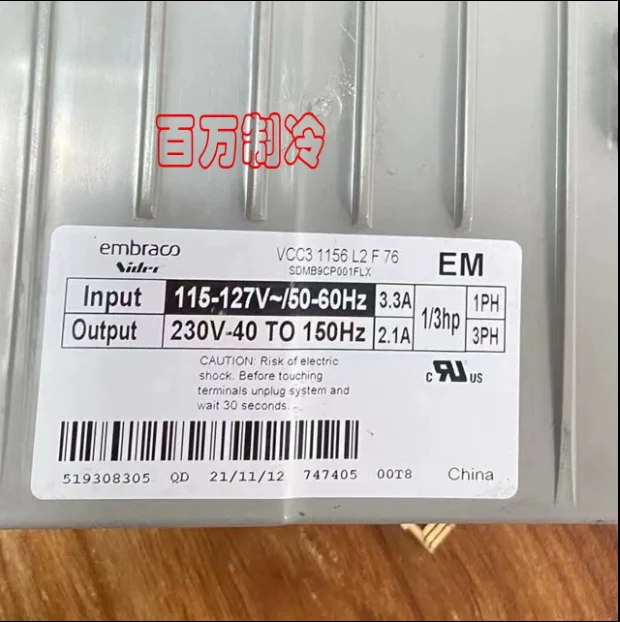 百万制冷
embraco
Nidec
VCC3 1156 L2 F 76
SDMB9CP001FLX
EM
Input 115-127V~/50-60Hz 3.3A 1/3hp 1PH
Output 230V-40 TO 150Hz 2.1A 3PH
CAUTION: Risk of electric
shock. Before touching
terminals unplug system and
wait 30 seconds.
c RU US
519308305 QD 21/11/12 747405 00T8 China